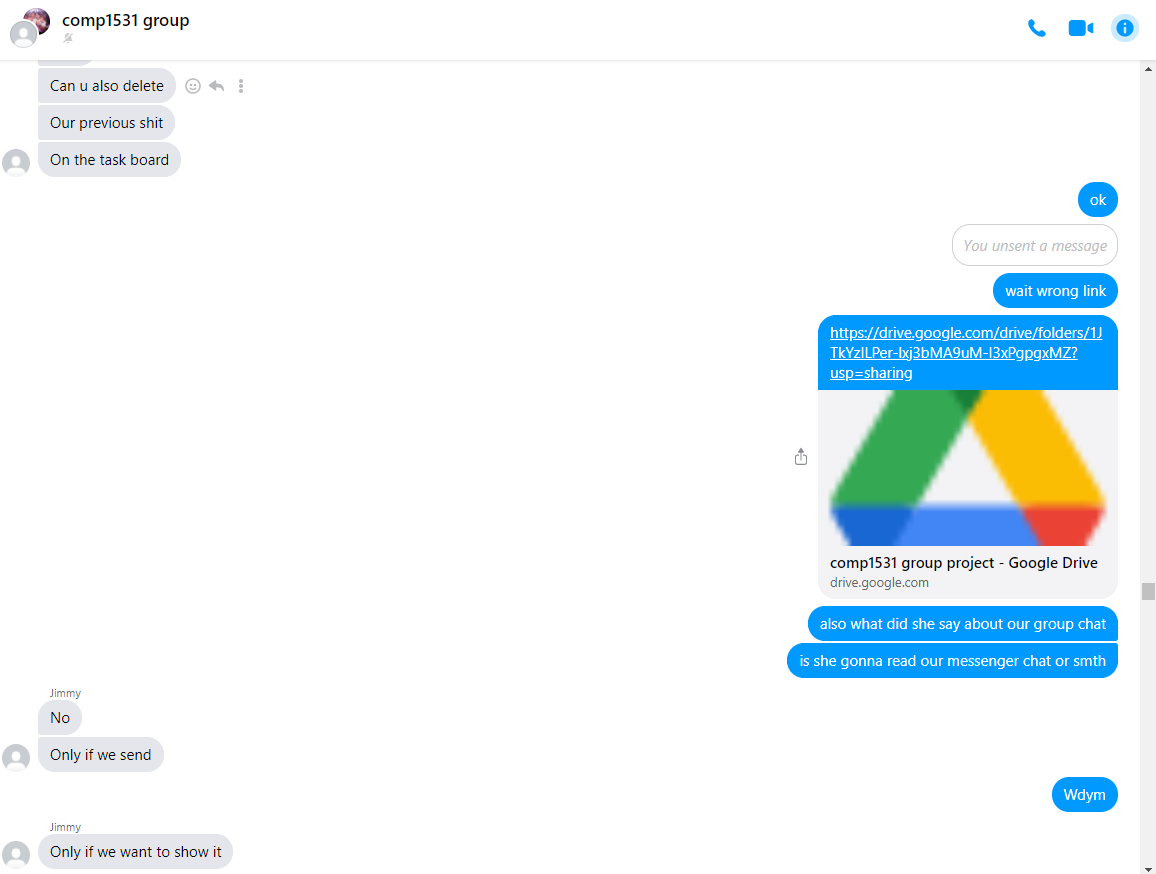 comp1531 group
Can u also delete
Our previous shit
On the task board
ok
You unsent a message
wait wrong link
https://drive.google.com/drive/folders/1J
TkYzlLPer-lxj3bMA9uM-I3xPgpgxMZ?
usp=sharing
comp1531 group project - Google Drive
drive.google.com
also what did she say about our group chat
is she gonna read our messenger chat or smth
Jimmy
No
Only if we send
Wdym
Jimmy
Only if we want to show it